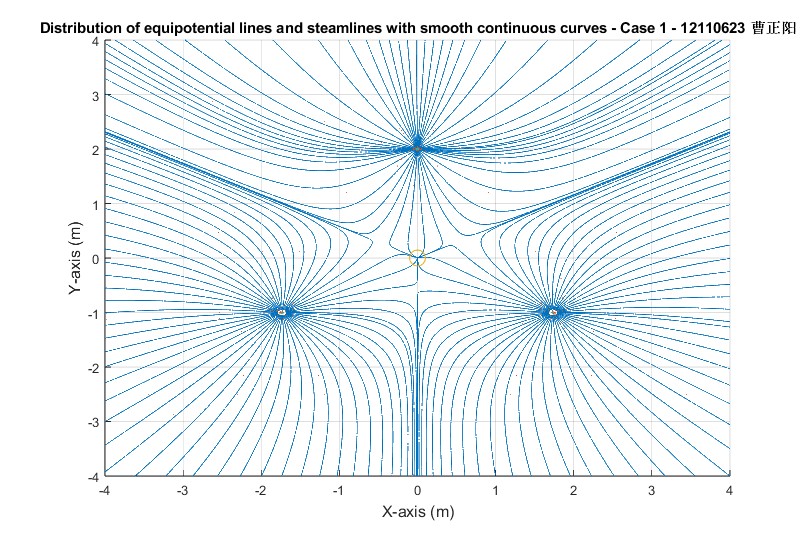 Distribution of equipotential lines and steamlines with smooth continuous curves - Case 1 - 12110623 曹正阳
4
3
2
1
0
-1
-2
-3
-4
Y-axis (m)
-4 -3 -2 -1 0 1 2 3 4
X-axis (m)